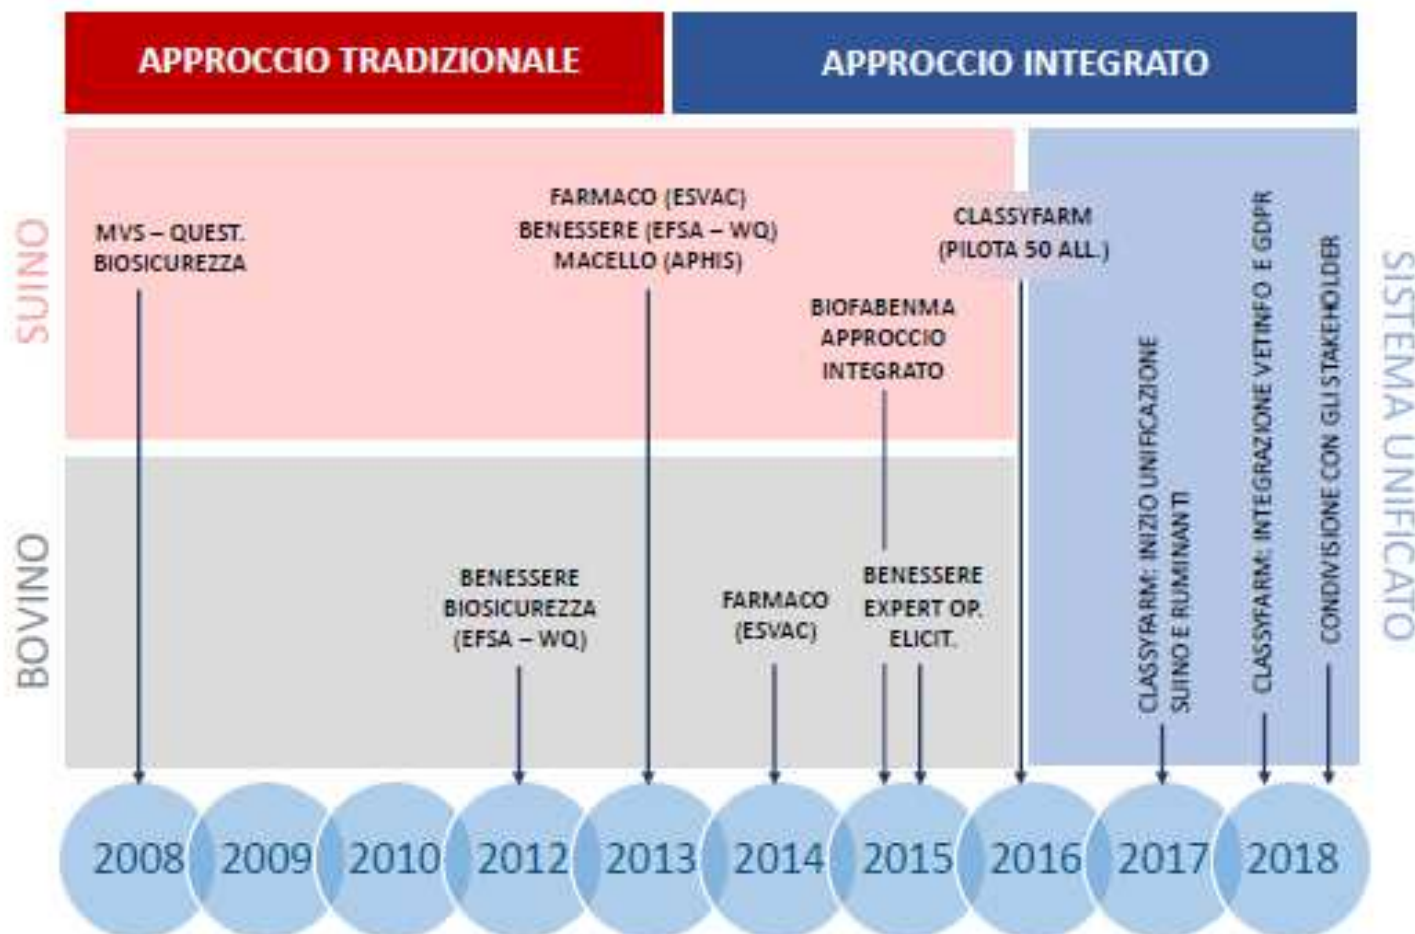 APPROCCIO TRADIZIONALE
APPROCCIO INTEGRATO
SUINO
MVS – QUEST.
BIOSICUREZZA
FARMACO (ESVAC)
BENESSERE (EFSA – WQ)
MACELLO (APHIS)
BIOFABENMA
APPROCCIO
INTEGRATO
CLASSYFARM
(PILOTA 50 ALL.)
BOVINO
BENESSERE
BIOSICUREZZA
(EFSA – WQ)
FARMACO
(ESVAC)
BENESSERE
EXPERT OP.
ELICIT.
CLASSYFARM: INIZIO UNIFICAZIONE
SUINO E RUMINANTI
CLASSYFARM: INTEGRAZIONE VETINFO E GDPR
CONDIVISIONE CON GLI STAKEHOLDER
SISTEMA UNIFICATO
2008 2009 2010 2012 2013 2014 2015 2016 2017 2018